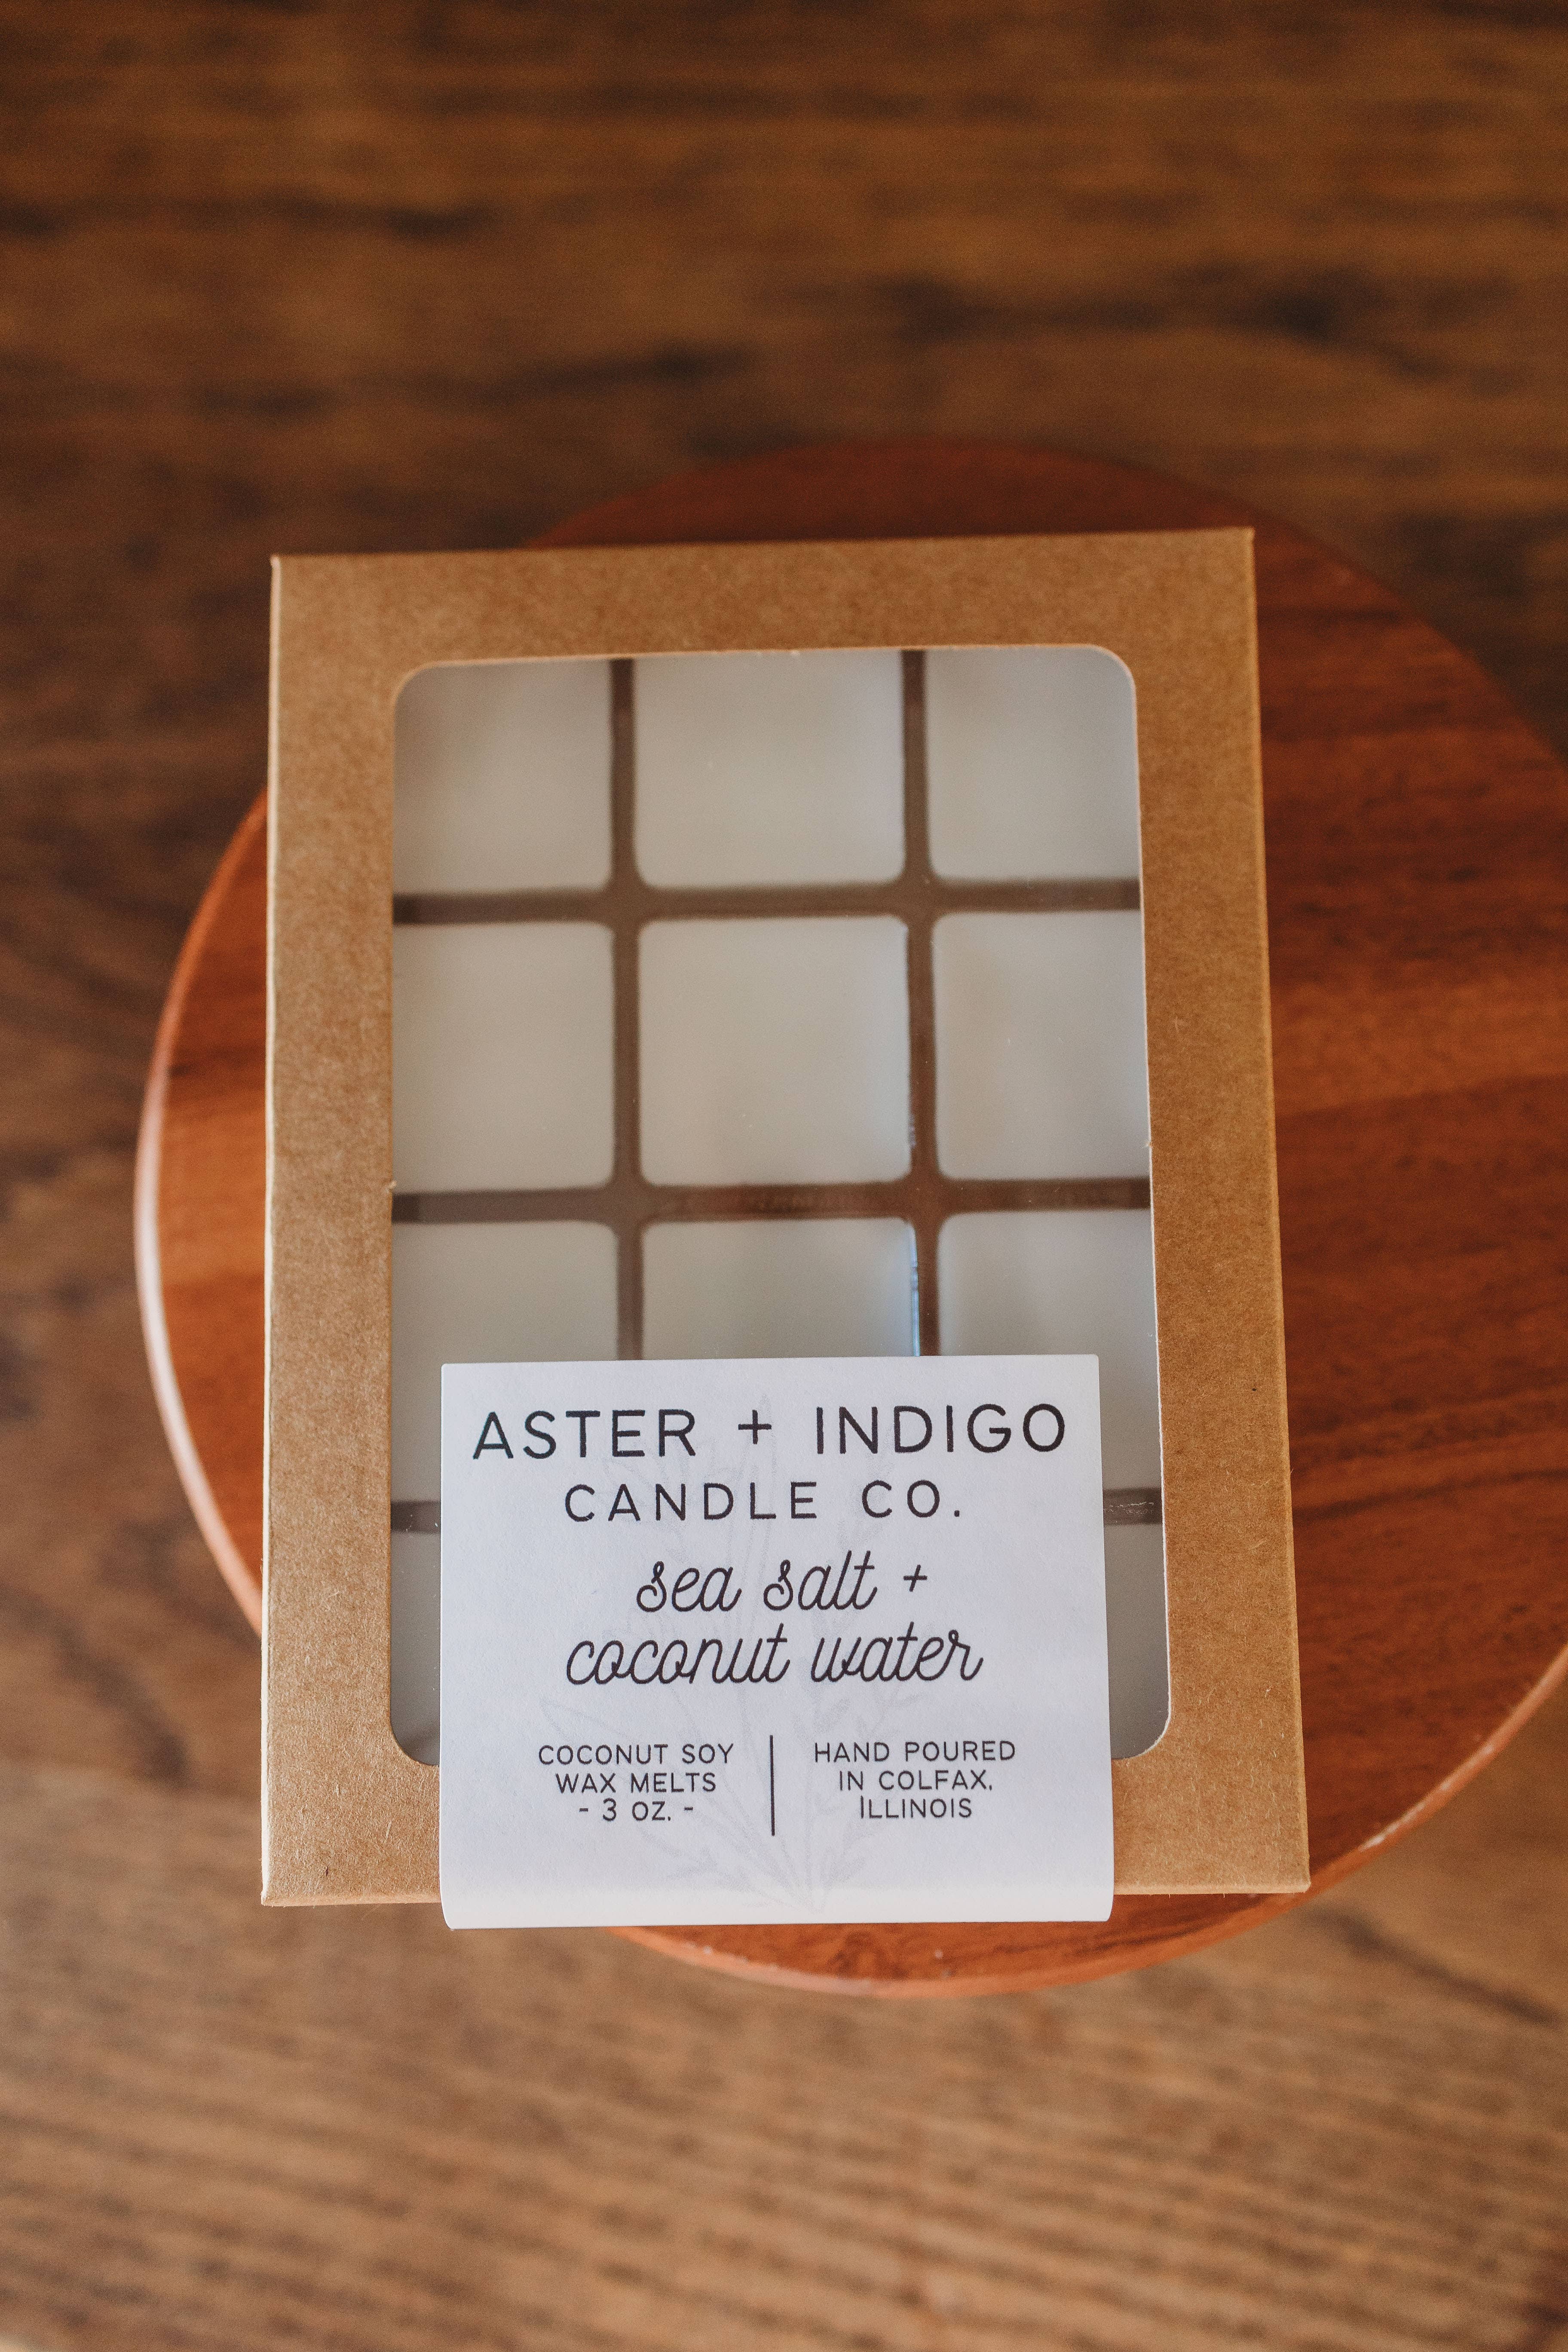 ASTER + INDIGO
CANDLE CO.
sea salt +
coconut water
COCONUT SOY
WAX MELTS
- 3 OZ. -
HAND POURED
IN COLFAX,
ILLINOIS